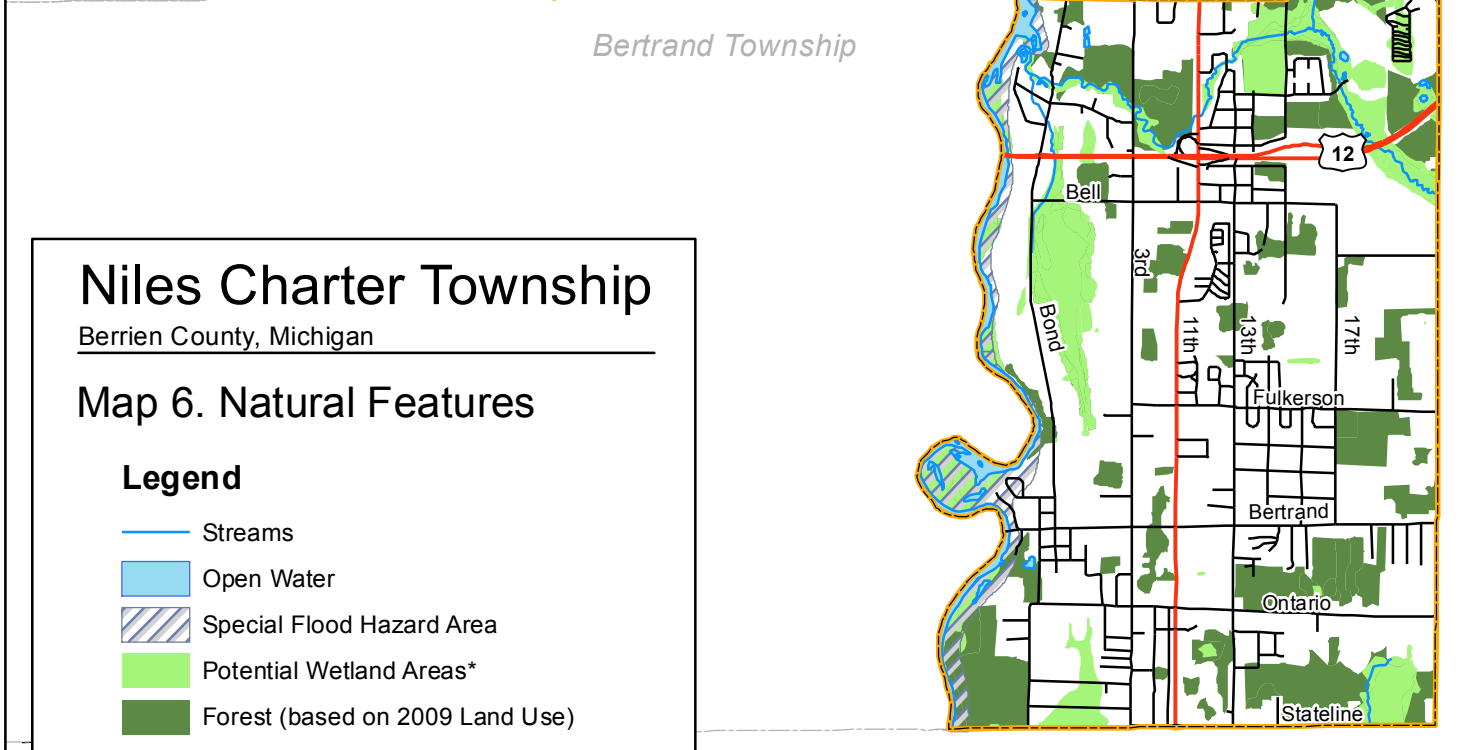 Bertrand Township
12
Bell
3rd
Bond
11th
13th
17th
Fulkerson
Bertrand
Ontario
Stateline
Niles Charter Township
Berrien County, Michigan
Map 6. Natural Features
Legend
Streams
Open Water
Special Flood Hazard Area
Potential Wetland Areas*
Forest (based on 2009 Land Use)